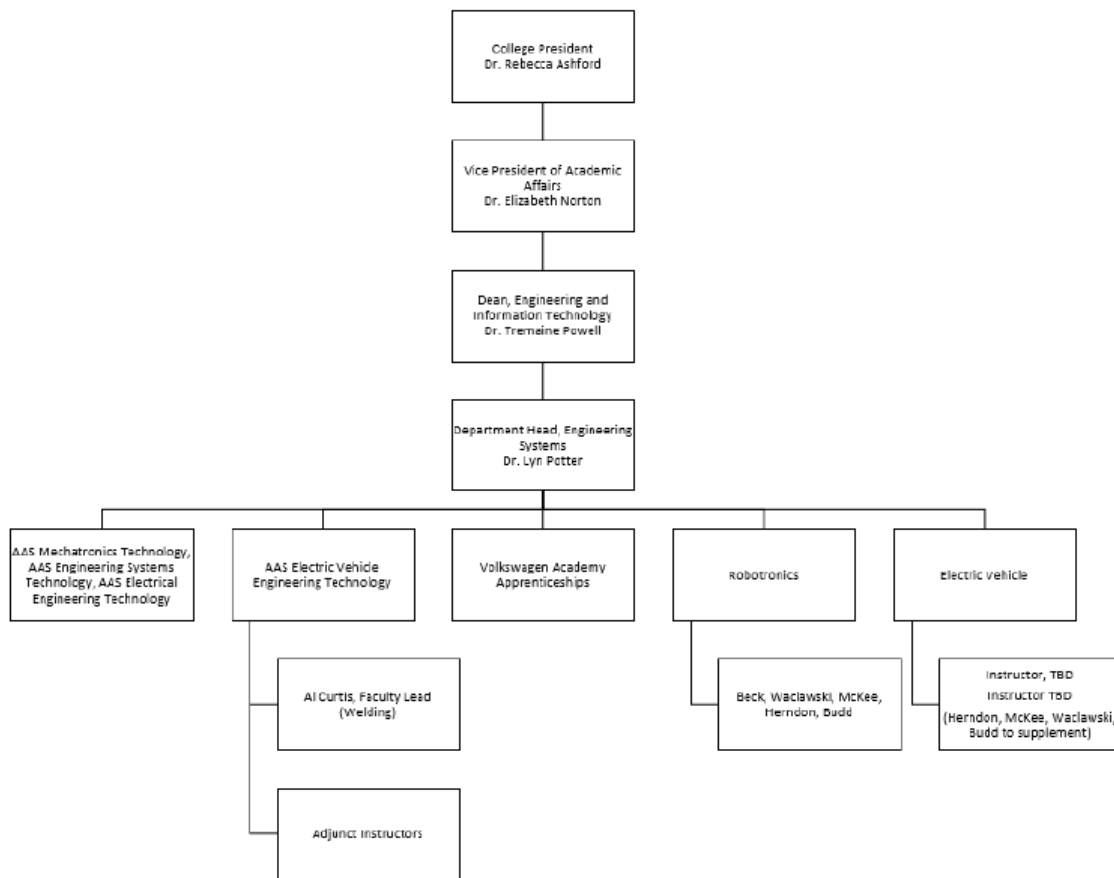 College President
Dr. Rebecca Ashford
Vice President of Academic
Affairs
Dr. Elizabeth Norton
Dean, Engineering and
Information Technology
Dr. Tremaine Powell
Department Head, Engineering
Systems
Dr. Lyn Potter
AAS Mechatronics Technology,
AAS Engineering Systems
Technology, AAS Electrical
Engineering Technology
AAS Electric Vehicle
Engineering Technology
Volkswagen Academy
Apprenticeships
Robotronics
Electric Vehicle
Al Curtis, Faculty Lead
(Welding)
Beck, Waclawski, McKee,
Herndon, Budd
Instructor, TBD
Instructor TBD
(Herndon, McKee, Waclawski,
Budd to supplement)
Adjunct Instructors